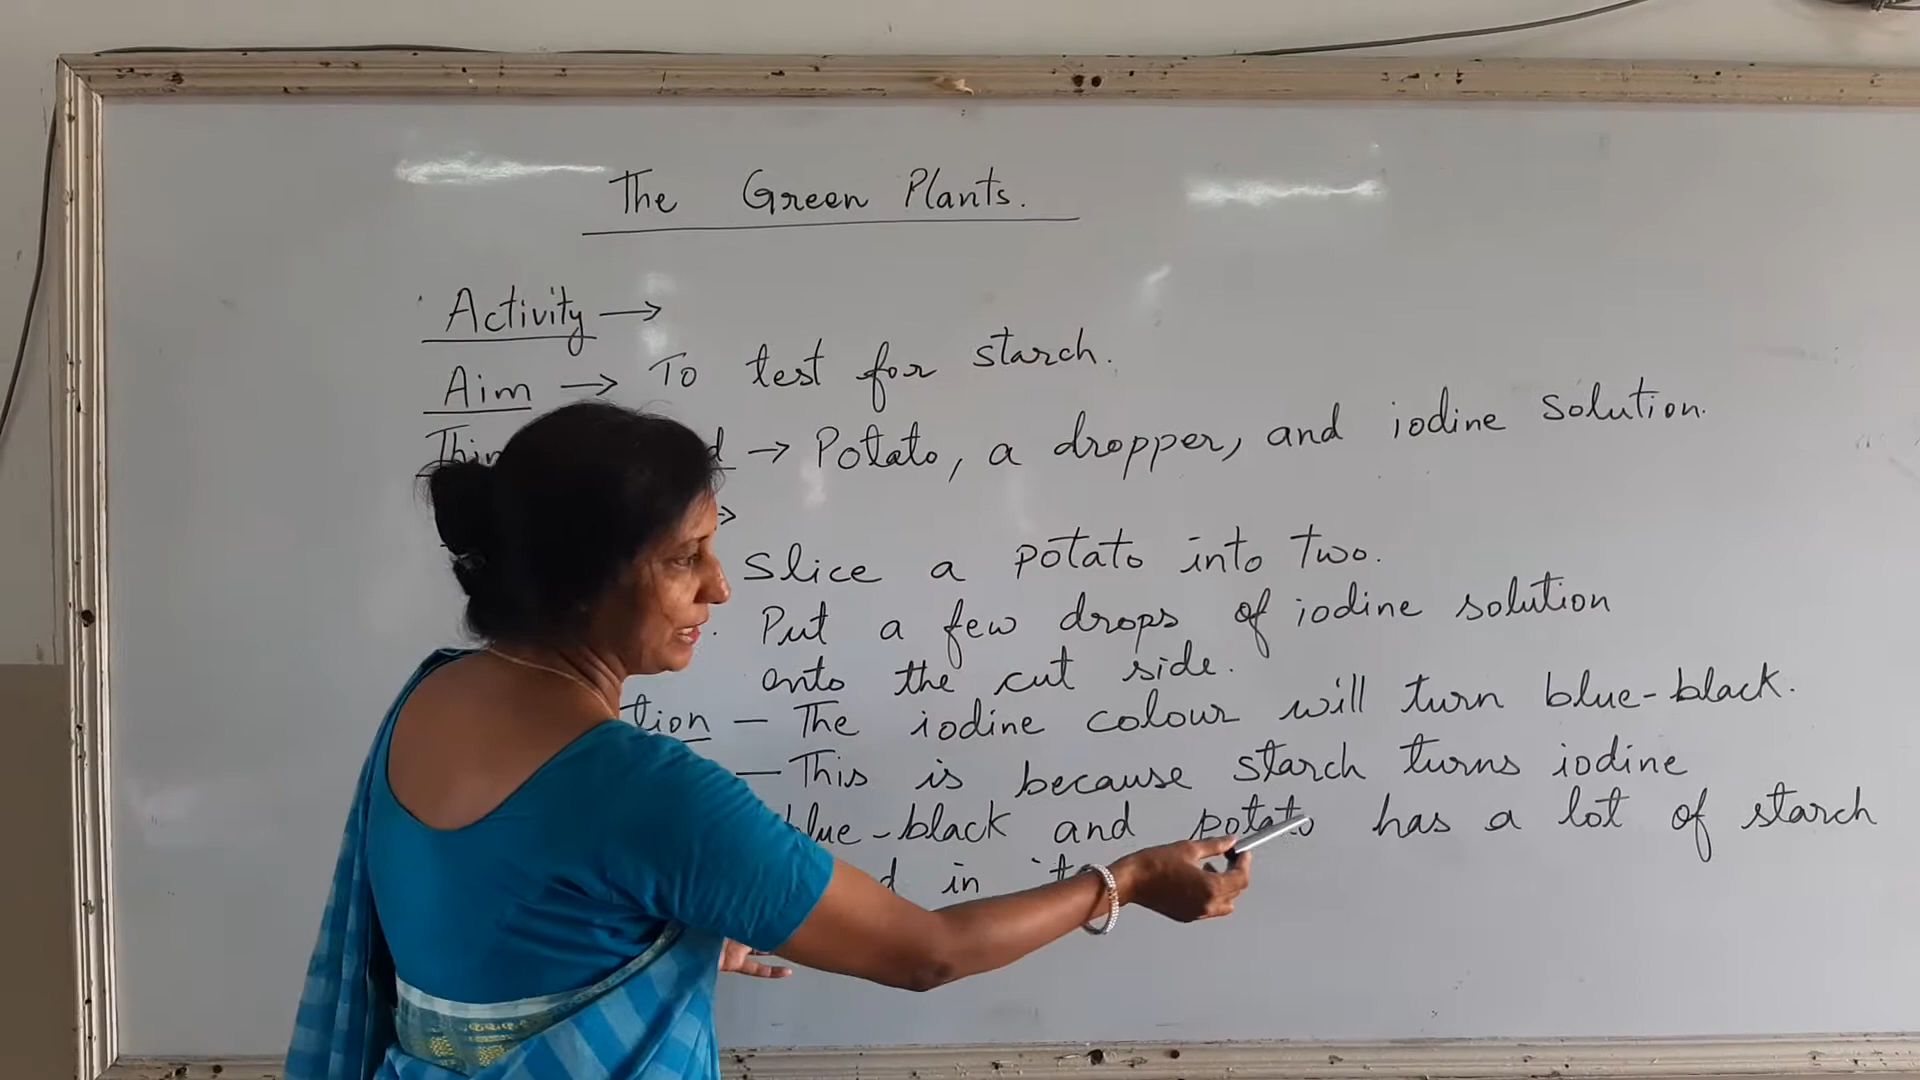 The Green Plants.
Activity →
Aim → To test for starch.
→ Potato, a dropper, and iodine solution.
→
Slice a potato into two.
Put a few drops of iodine solution
onto the cut side.
— The iodine colour will turn blue-black.
— This is because starch turns iodine
blue-black and potato has a lot of starch
in it